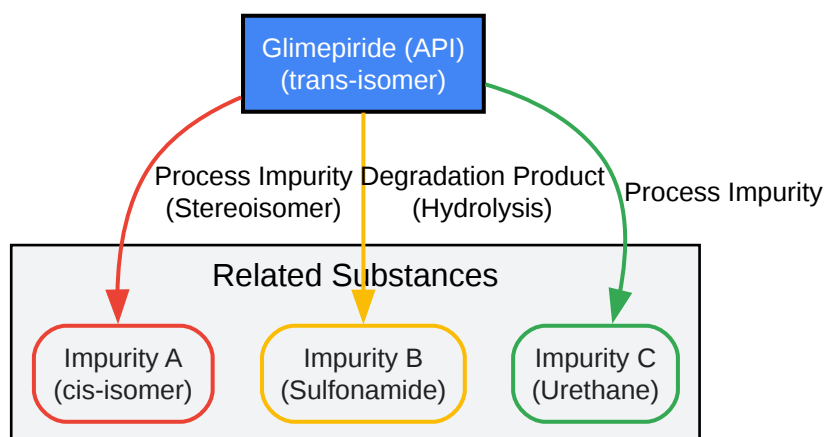 Glimepiride (API)
(trans-isomer)
Process Impurity
(Stereoisomer)
Degradation Product
(Hydrolysis)
Process Impurity
Related Substances
Impurity A
(cis-isomer)
Impurity B
(Sulfonamide)
Impurity C
(Urethane)